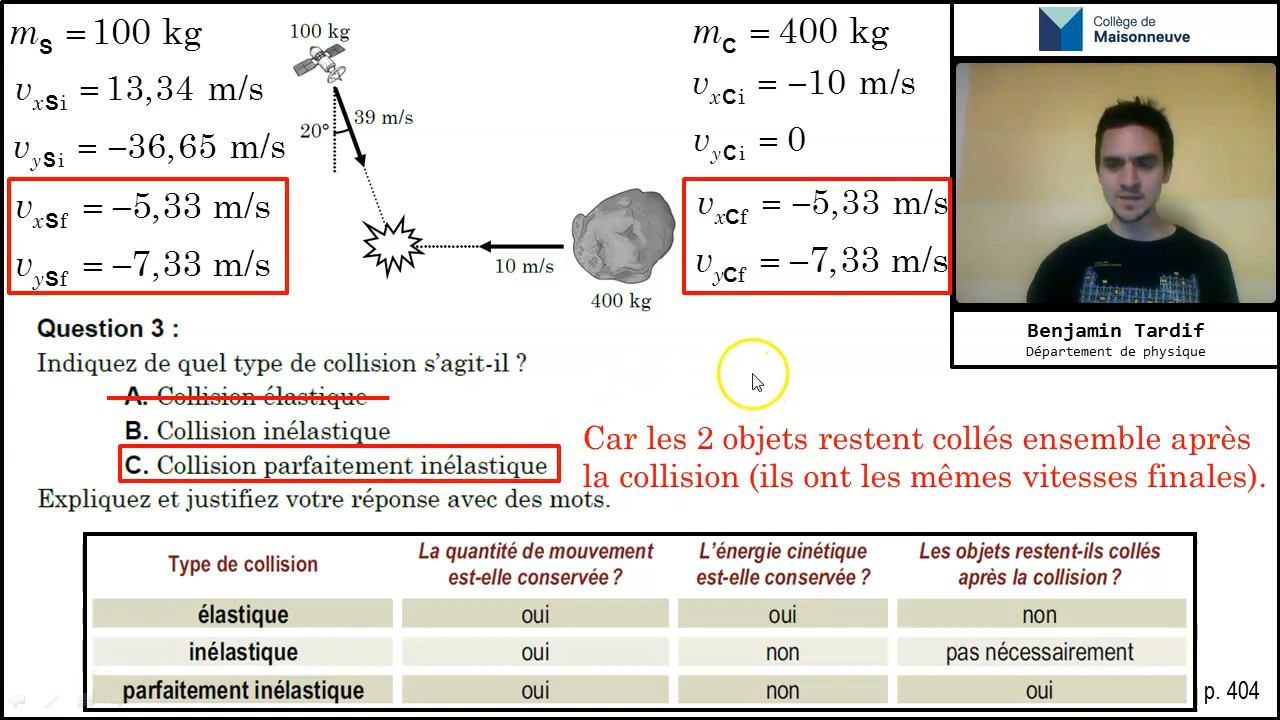 m_S = 100 kg
v_xSi = 13,34 m/s
v_ySi = −36,65 m/s
v_xSf = −5,33 m/s
v_ySf = −7,33 m/s
100 kg
20°
39 m/s
10 m/s
400 kg
m_C = 400 kg
v_xCi = −10 m/s
v_yCi = 0
v_xCf = −5,33 m/s
v_yCf = −7,33 m/s
Collège de
Maisonneuve
Benjamin Tardif
Département de physique
Question 3 :
Indiquez de quel type de collision s’agit-il ?
A. Collision élastique
B. Collision inélastique
C. Collision parfaitement inélastique
Expliquez et justifiez votre réponse avec des mots.
Car les 2 objets restent collés ensemble après
la collision (ils ont les mêmes vitesses finales).
Type de collision
La quantité de mouvement
est-elle conservée ?
L’énergie cinétique
est-elle conservée ?
Les objets restent-ils collés
après la collision ?
élastique oui oui non
inélastique oui non pas nécessairement
parfaitement inélastique oui non oui
p. 404